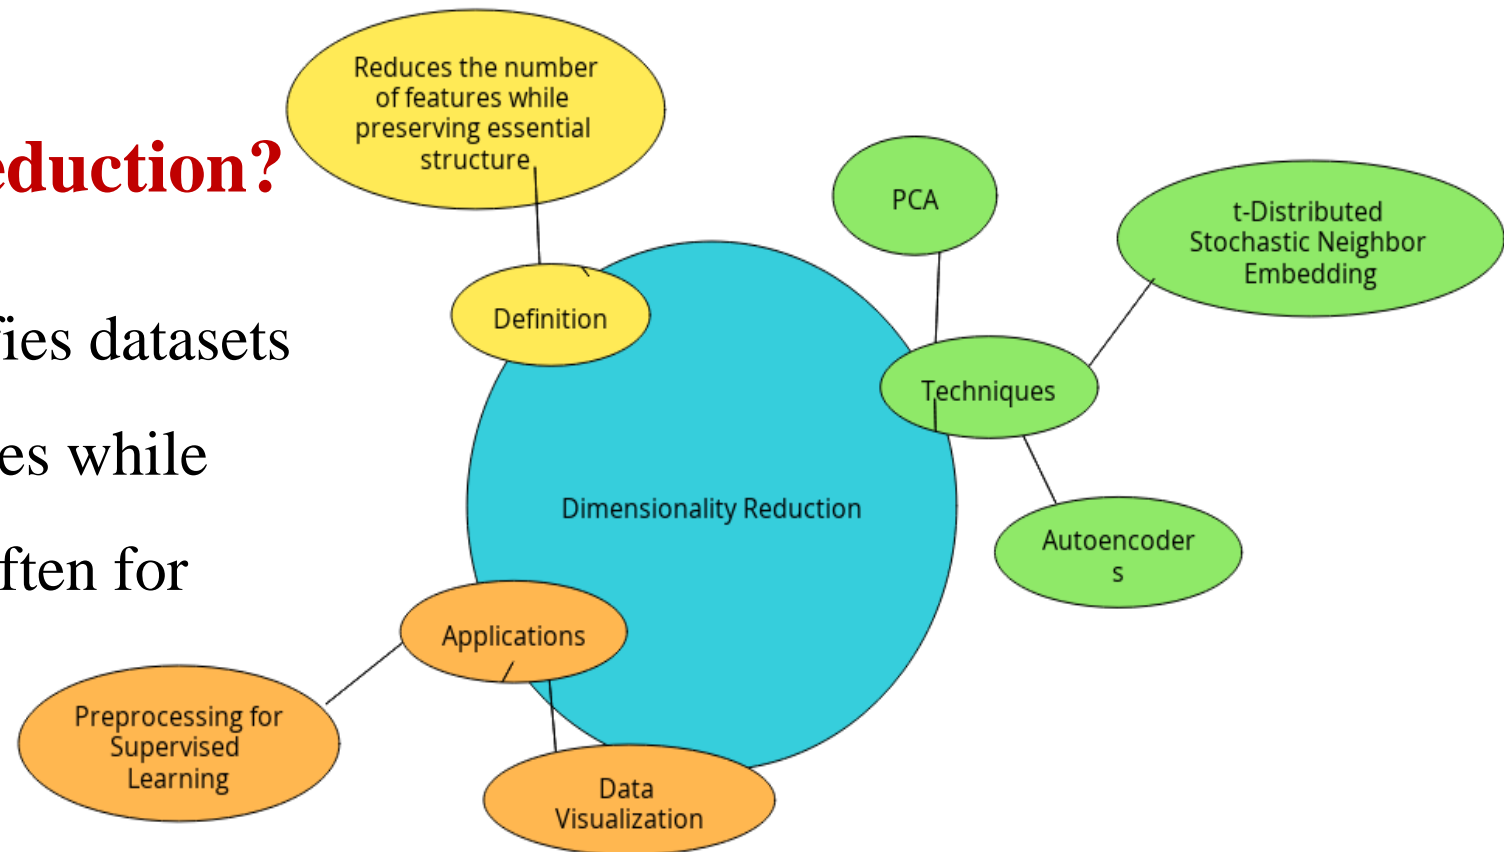 eduction?
ies datasets
es while
ften for
Reduces the number
of features while
preserving essential
structure
Definition
PCA
t-Distributed
Stochastic Neighbor
Embedding
Techniques
Autoencoder
s
Dimensionality Reduction
Applications
Preprocessing for
Supervised
Learning
Data
Visualization